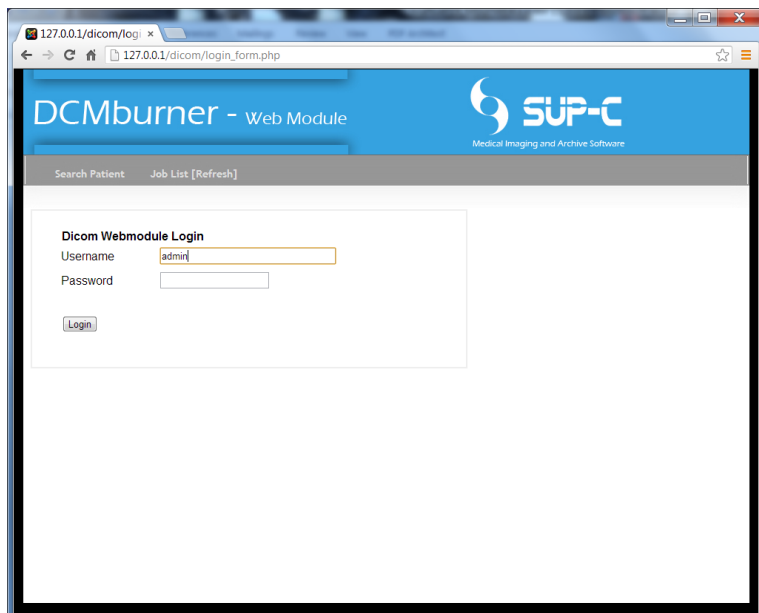 127.0.0.1/dicom/logi
127.0.0.1/dicom/login_form.php
DCMburner - Web Module
SUP-C
Medical Imaging and Archive Software
Search Patient Job List [Refresh]
Dicom Webmodule Login
Username admin
Password
Login